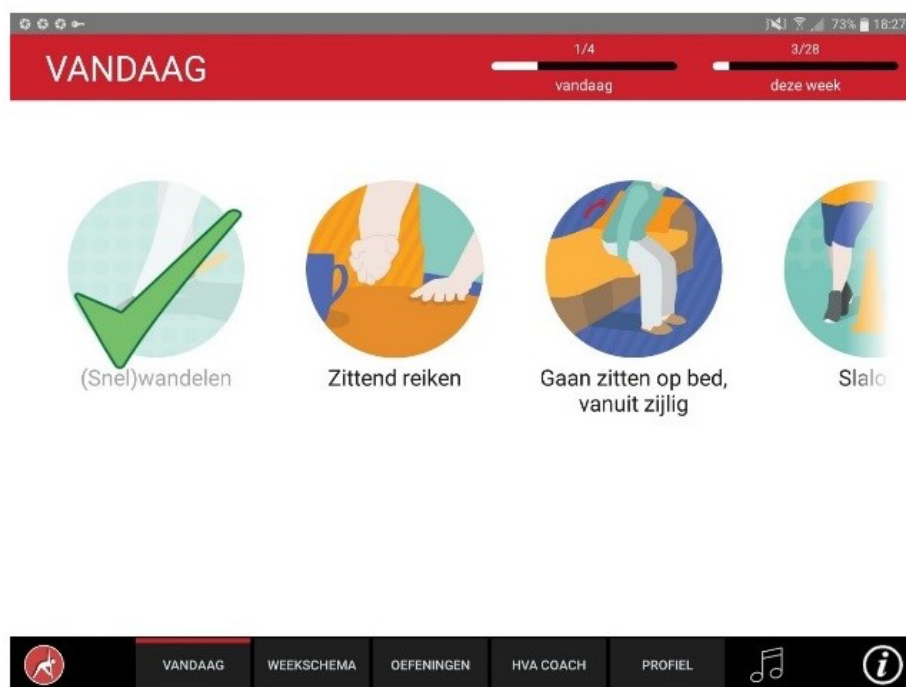 73% 18:27
VANDAAG
1/4
vandaag
3/28
deze week
(Snel)wandelen
Zittend reiken
Gaan zitten op bed,
vanuit zijlig
Slalo
VANDAAG WEEKSCHEMA OEFENINGEN HVA COACH PROFIEL